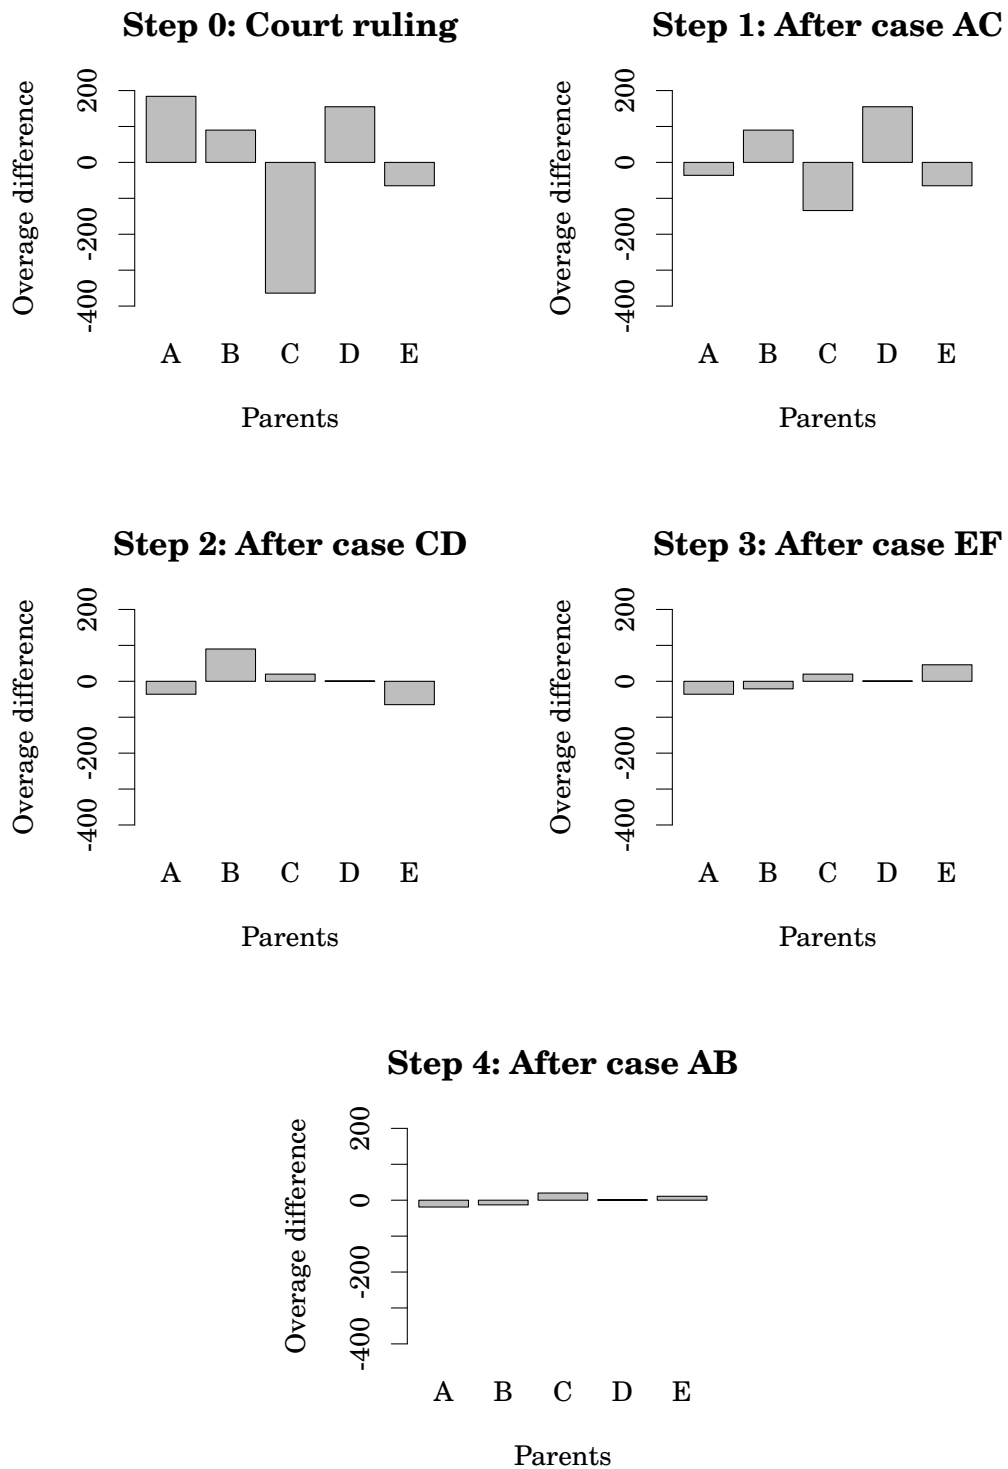 Step 0: Court ruling
Overage difference
200
0
-200
-400
A B C D E
Parents
Step 1: After case AC
Overage difference
200
0
-200
-400
A B C D E
Parents
Step 2: After case CD
Overage difference
200
0
-200
-400
A B C D E
Parents
Step 3: After case EF
Overage difference
200
0
-200
-400
A B C D E
Parents
Step 4: After case AB
Overage difference
200
0
-200
-400
A B C D E
Parents